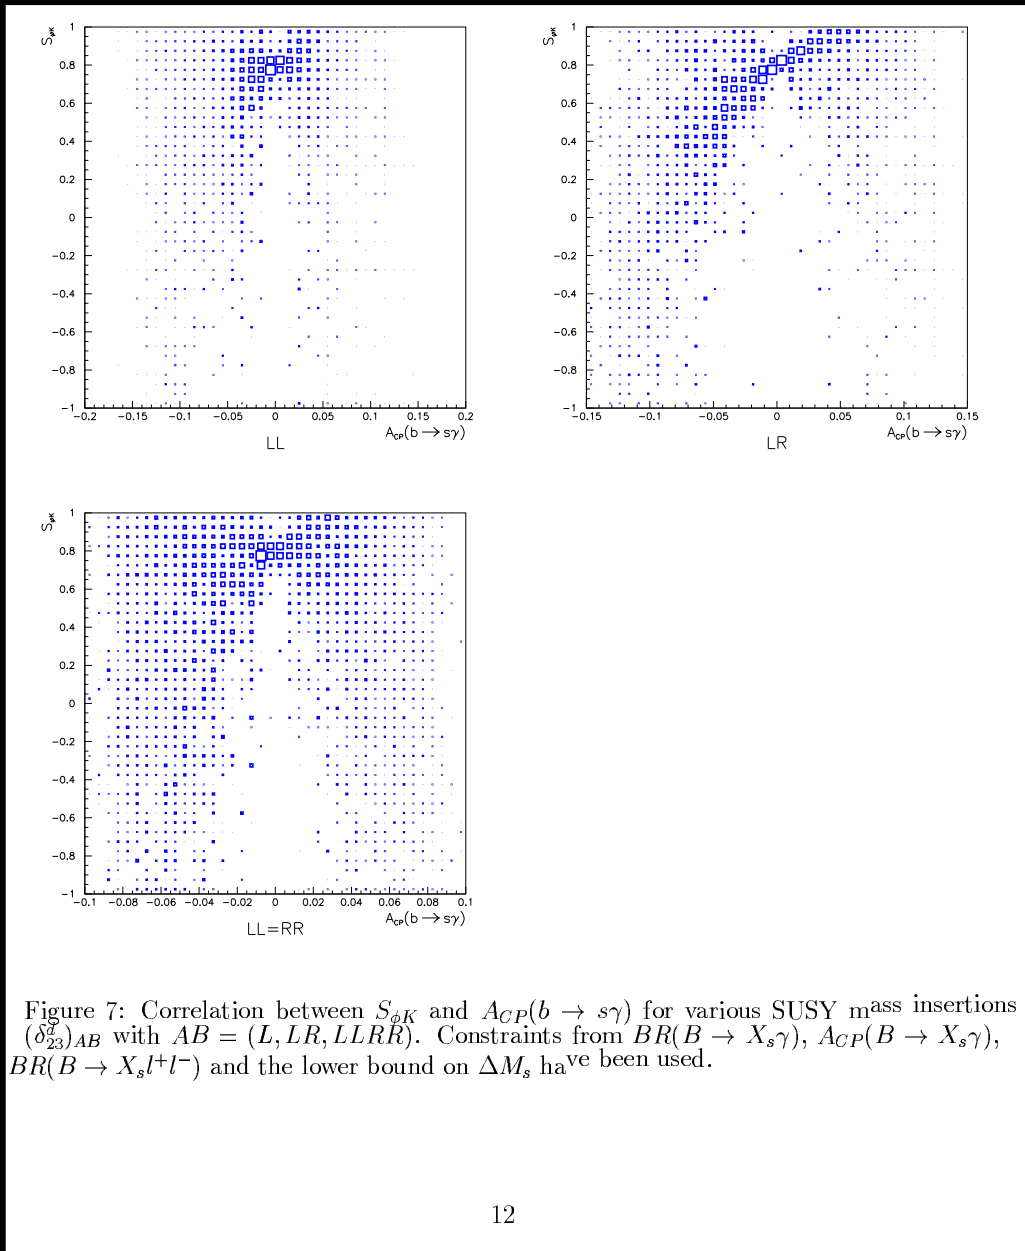 S_φK
1
0.8
0.6
0.4
0.2
0
−0.2
−0.4
−0.6
−0.8
−1
−0.2 −0.15 −0.1 −0.05 0 0.05 0.1 0.15 0.2
A_CP(b → sγ)
LL
S_φK
1
0.8
0.6
0.4
0.2
0
−0.2
−0.4
−0.6
−0.8
−1
−0.15 −0.1 −0.05 0 0.05 0.1 0.15
A_CP(b → sγ)
LR
S_φK
1
0.8
0.6
0.4
0.2
0
−0.2
−0.4
−0.6
−0.8
−1
−0.1 −0.08 −0.06 −0.04 −0.02 0 0.02 0.04 0.06 0.08 0.1
A_CP(b → sγ)
LL=RR
Figure 7: Correlation between S_φK and A_CP(b → sγ) for various SUSY mass insertions
(δ^d_23)_AB with AB = (L, LR, LLRR). Constraints from BR(B → X_sγ), A_CP(B → X_sγ),
BR(B → X_s l⁺l⁻) and the lower bound on ΔM_s have been used.
12